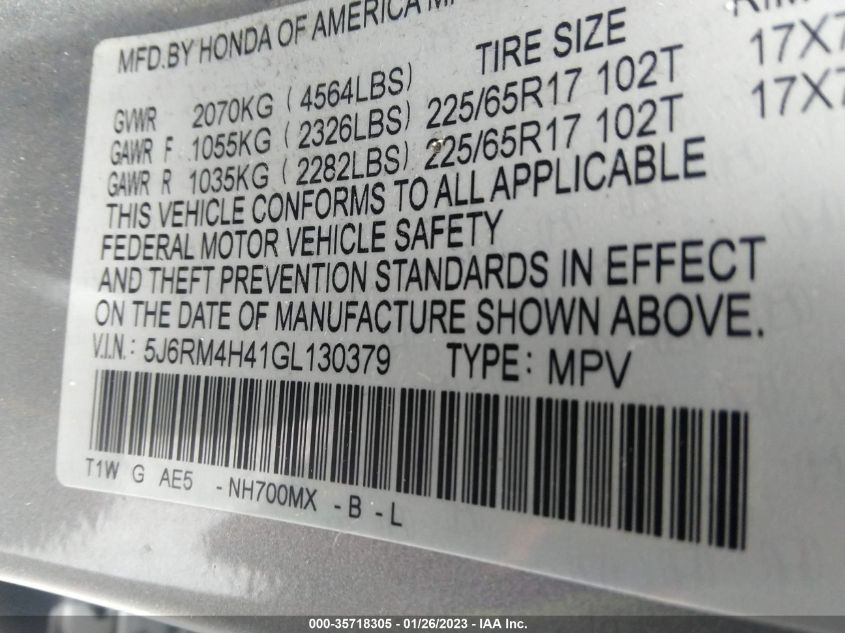 MFD.BY HONDA OF AMERICA
TIRE SIZE
GVWR 2070KG ( 4564LBS) 225/65R17 102T 17X7
GAWR F 1055KG ( 2326LBS) 225/65R17 102T 17X7
GAWR R 1035KG ( 2282LBS)
THIS VEHICLE CONFORMS TO ALL APPLICABLE
FEDERAL MOTOR VEHICLE SAFETY
AND THEFT PREVENTION STANDARDS IN EFFECT
ON THE DATE OF MANUFACTURE SHOWN ABOVE.
V.I.N.: 5J6RM4H41GL130379 TYPE: MPV
T1W G AE5 -NH700MX -B -L
000-35718305 - 01/26/2023 - IAA Inc.